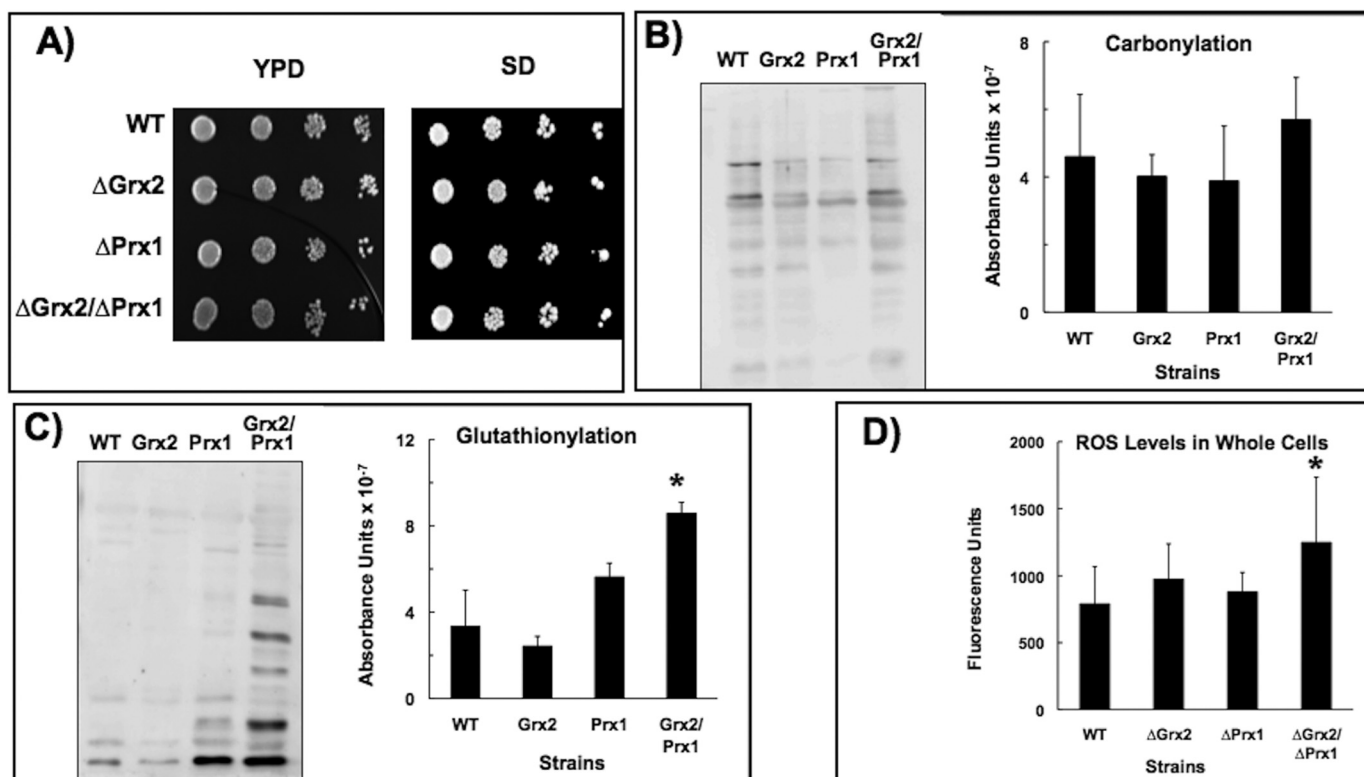 A)
YPD SD
WT
ΔGrx2
ΔPrx1
ΔGrx2/ΔPrx1
B)
WT Grx2 Prx1 Grx2/
Prx1
Carbonylation
Absorbance Units x 10-7
8
4
0
WT Grx2 Prx1 Grx2/
Prx1
Strains
C)
WT Grx2 Prx1 Grx2/
Prx1
Glutathionylation
Absorbance Units x 10-7
12
8
4
0
*
WT Grx2 Prx1 Grx2/
Prx1
Strains
D)
ROS Levels in Whole Cells
Fluorescence Units
2000
1500
1000
500
0
*
WT ΔGrx2 ΔPrx1 ΔGrx2/
ΔPrx1
Strains